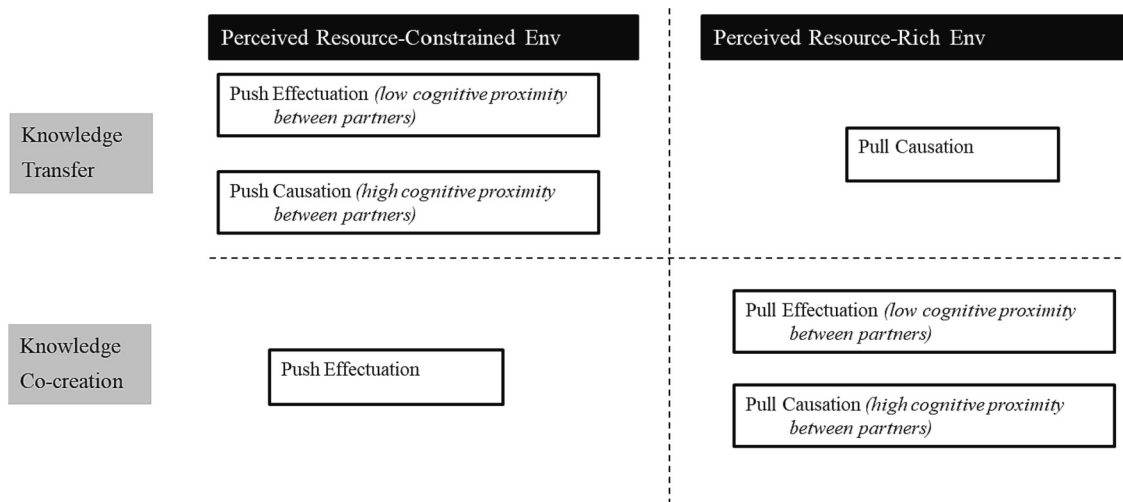 Perceived Resource-Constrained Env
Perceived Resource-Rich Env
Knowledge
Transfer
Push Effectuation (low cognitive proximity
between partners)
Push Causation (high cognitive proximity
between partners)
Pull Causation
Knowledge
Co-creation
Push Effectuation
Pull Effectuation (low cognitive proximity
between partners)
Pull Causation (high cognitive proximity
between partners)